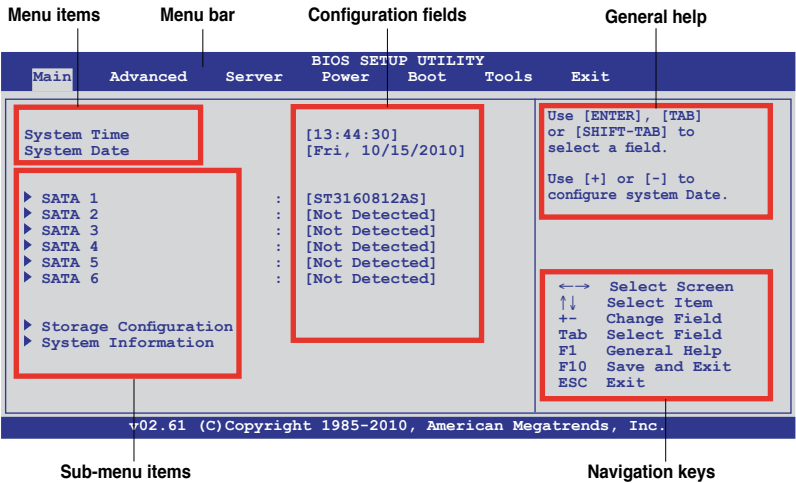 Menu items Menu bar Configuration fields General help
BIOS SETUP UTILITY
Main Advanced Server Power Boot Tools Exit
System Time [13:44:30]
System Date [Fri, 10/15/2010]
SATA 1 : [ST3160812AS]
SATA 2 : [Not Detected]
SATA 3 : [Not Detected]
SATA 4 : [Not Detected]
SATA 5 : [Not Detected]
SATA 6 : [Not Detected]
Storage Configuration
System Information
Use [ENTER], [TAB]
or [SHIFT-TAB] to
select a field.
Use [+] or [-] to
configure system Date.
←→ Select Screen
↑↓ Select Item
+- Change Field
Tab Select Field
F1 General Help
F10 Save and Exit
ESC Exit
v02.61 (C)Copyright 1985-2010, American Megatrends, Inc.
Sub-menu items Navigation keys